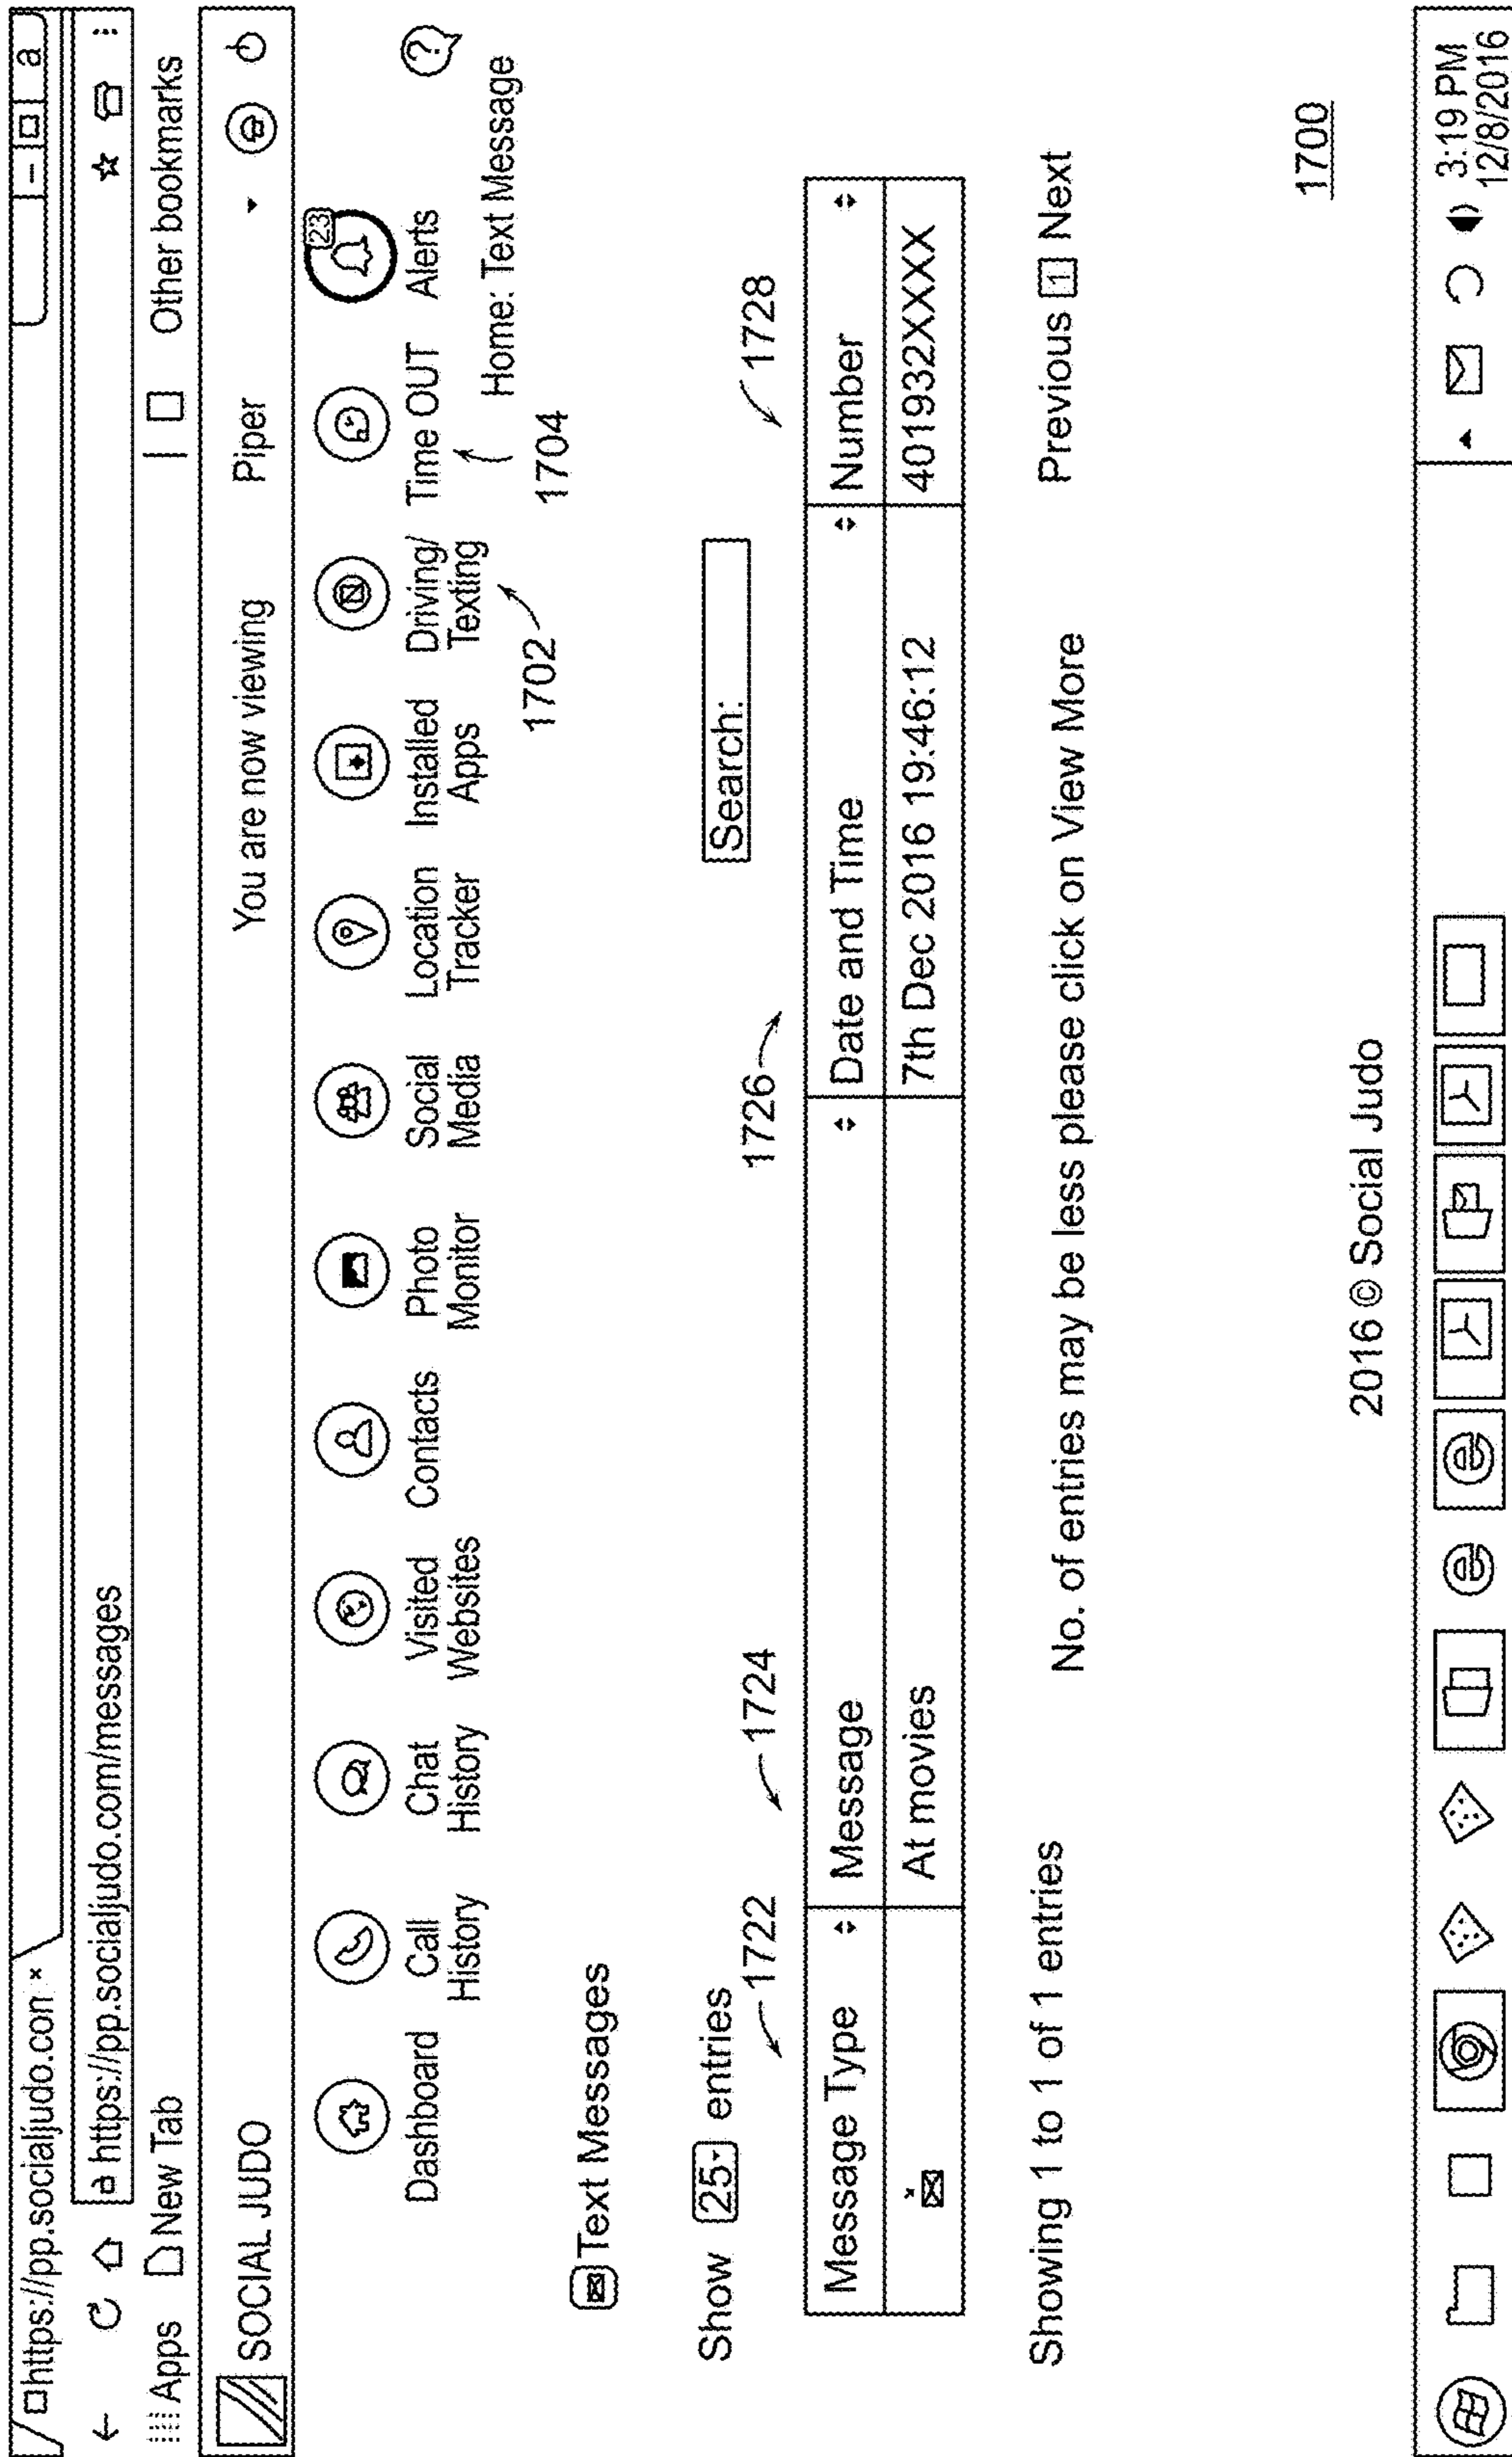 https://pp.socialjudo.con ×
a
https://pp.socialjudo.com/messages
Apps New Tab Other bookmarks
SOCIAL JUDO You are now viewing Piper
23
Dashboard Call History Chat History Visited Websites Contacts Photo Monitor Social Media Location Tracker Installed Apps Driving/ Texting Time OUT Alerts
?
Home: Text Message
1702 1704
Text Messages
Show 25 entries Search:
1722 1724 1726 1728
Message Type Message Date and Time Number
At movies 7th Dec 2016 19:46:12 401932XXXX
Showing 1 to 1 of 1 entries No. of entries may be less please click on View More Previous 1 Next
1700
2016 © Social Judo
3:19 PM
12/8/2016